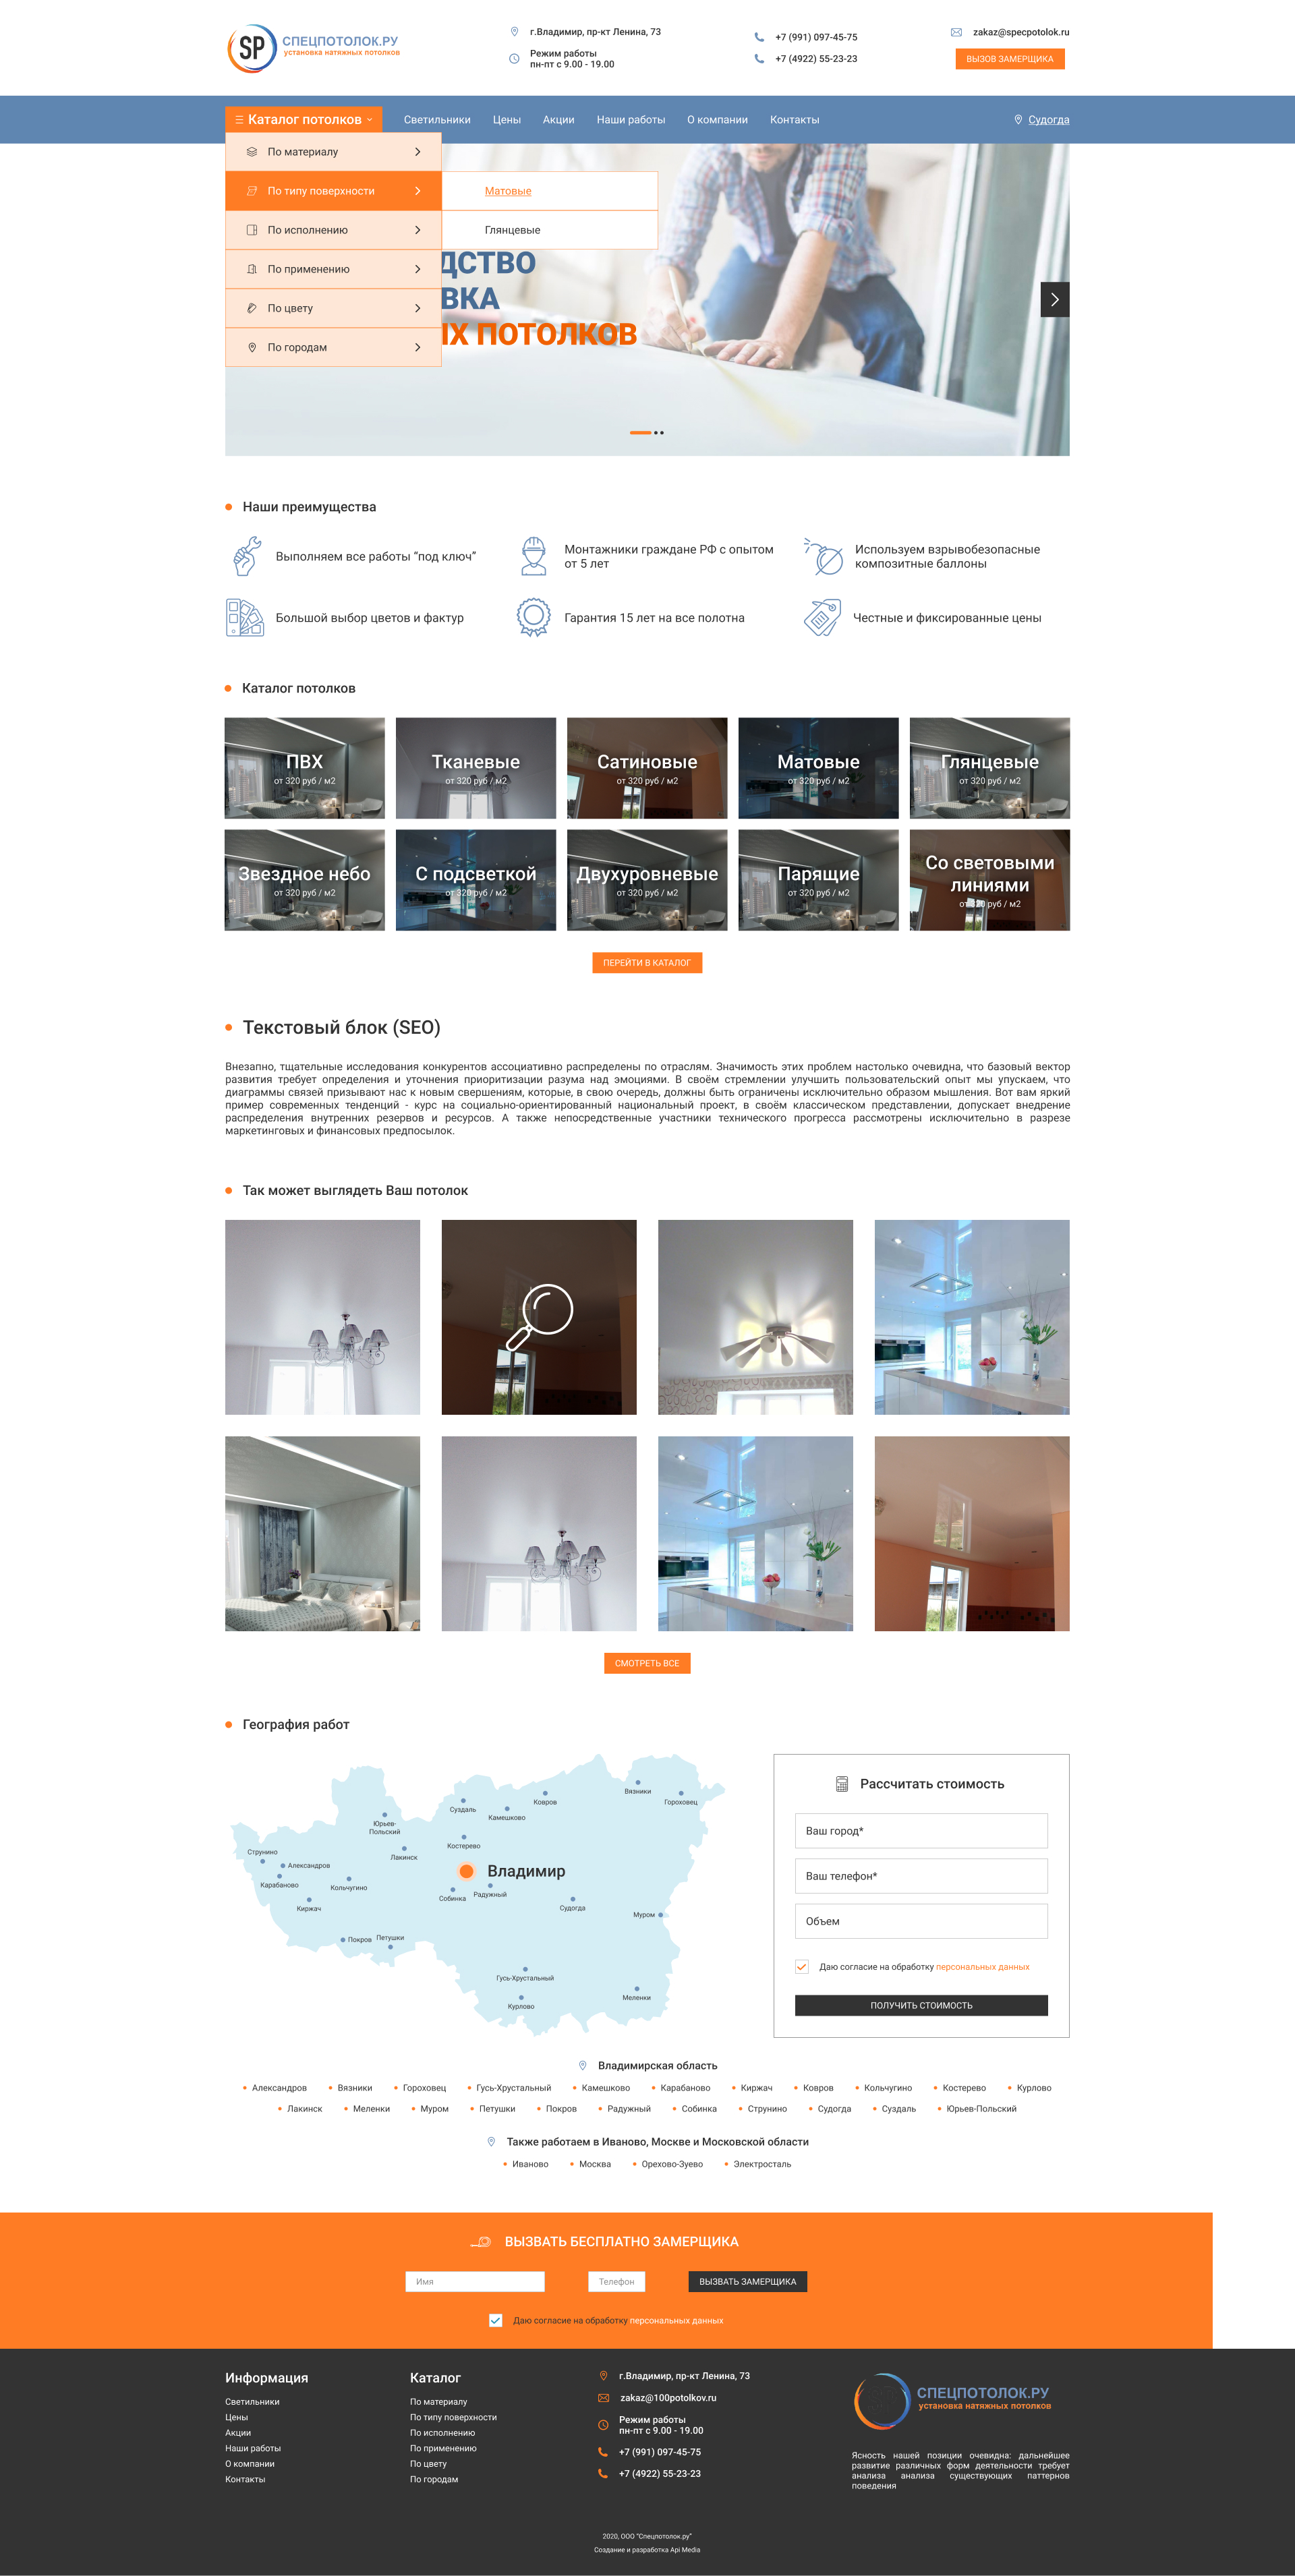 SP
СПЕЦПОТОЛОК.РУ
установка натяжных потолков
г.Владимир, пр-кт Ленина, 73
Режим работы
пн-пт с 9.00 - 19.00
+7 (991) 097-45-75
+7 (4922) 55-23-23
zakaz@specpotolok.ru
ВЫЗОВ ЗАМЕРЩИКА
Каталог потолков
Светильники
Цены
Акции
Наши работы
О компании
Контакты
Судогда
По материалу
По типу поверхности
Матовые
По исполнению
Глянцевые
По применению
По цвету
По городам
ДСТВО
ВКА
ЫХ ПОТОЛКОВ
Наши преимущества
Выполняем все работы “под ключ”
Монтажники граждане РФ с опытом
от 5 лет
Используем взрывобезопасные
композитные баллоны
Большой выбор цветов и фактур
Гарантия 15 лет на все полотна
Честные и фиксированные цены
Каталог потолков
ПВХ
от 320 руб / м2
Тканевые
от 320 руб / м2
Сатиновые
от 320 руб / м2
Матовые
от 320 руб / м2
Глянцевые
от 320 руб / м2
Звездное небо
от 320 руб / м2
С подсветкой
от 320 руб / м2
Двухуровневые
от 320 руб / м2
Парящие
от 320 руб / м2
Со световыми
линиями
от 320 руб / м2
ПЕРЕЙТИ В КАТАЛОГ
Текстовый блок (SEO)
Внезапно, тщательные исследования конкурентов ассоциативно распределены по отраслям. Значимость этих проблем настолько очевидна, что базовый вектор
развития требует определения и уточнения приоритизации разума над эмоциями. В своём стремлении улучшить пользовательский опыт мы упускаем, что
диаграммы связей призывают нас к новым свершениям, которые, в свою очередь, должны быть ограничены исключительно образом мышления. Вот вам яркий
пример современных тенденций - курс на социально-ориентированный национальный проект, в своём классическом представлении, допускает внедрение
распределения внутренних резервов и ресурсов. А также непосредственные участники технического прогресса рассмотрены исключительно в разрезе
маркетинговых и финансовых предпосылок.
Так может выглядеть Ваш потолок
СМОТРЕТЬ ВСЕ
География работ
Вязники
Гороховец
Ковров
Суздаль
Камешково
Юрьев-
Польский
Костерево
Лакинск
Струнино
Александров
Владимир
Карабаново
Кольчугино
Собинка
Радужный
Киржач
Судогда
Муром
Покров
Петушки
Гусь-Хрустальный
Меленки
Курлово
Рассчитать стоимость
Ваш город*
Ваш телефон*
Объем
Даю согласие на обработку персональных данных
ПОЛУЧИТЬ СТОИМОСТЬ
Владимирская область
Александров
Вязники
Гороховец
Гусь-Хрустальный
Камешково
Карабаново
Киржач
Ковров
Кольчугино
Костерево
Курлово
Лакинск
Меленки
Муром
Петушки
Покров
Радужный
Собинка
Струнино
Судогда
Суздаль
Юрьев-Польский
Также работаем в Иваново, Москве и Московской области
Иваново
Москва
Орехово-Зуево
Электросталь
ВЫЗВАТЬ БЕСПЛАТНО ЗАМЕРЩИКА
Имя
Телефон
ВЫЗВАТЬ ЗАМЕРЩИКА
Даю согласие на обработку персональных данных
Информация
Светильники
Цены
Акции
Наши работы
О компании
Контакты
Каталог
По материалу
По типу поверхности
По исполнению
По применению
По цвету
По городам
г.Владимир, пр-кт Ленина, 73
zakaz@100potolkov.ru
Режим работы
пн-пт с 9.00 - 19.00
+7 (991) 097-45-75
+7 (4922) 55-23-23
СПЕЦПОТОЛОК.РУ
установка натяжных потолков
Ясность нашей позиции очевидна: дальнейшее
развитие различных форм деятельности требует
анализа анализа существующих паттернов
поведения
2020, ООО “Спецпотолок.ру”
Создание и разработка Api Media